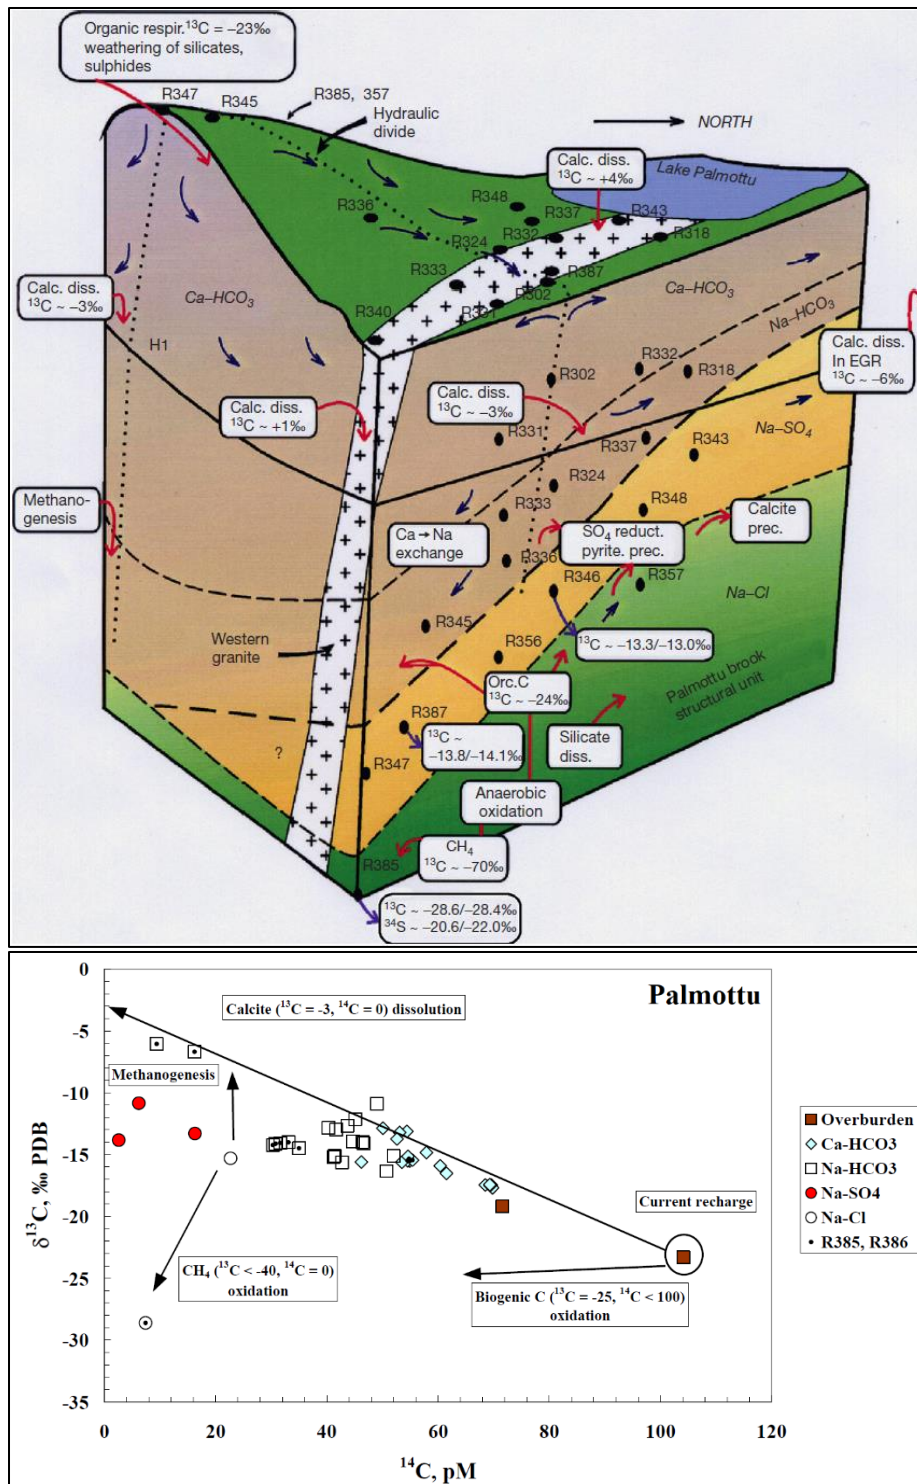 Organic respir.¹³C = −23‰
weathering of silicates,
sulphides
R347
R345
R385, 357
Hydraulic
divide
NORTH
Calc. diss.
¹³C ~ +4‰
Lake Palmottu
R336
R348
R337
R343
R332
R318
R324
R333
R387
R302
R331
R340
Ca–HCO₃
Ca–HCO₃
Na–HCO₃
Calc. diss.
¹³C ~ −3‰
H1
Calc. diss.
In EGR
¹³C ~ −6‰
R332
R318
R302
Calc. diss.
¹³C ~ +1‰
Calc. diss.
¹³C ~ −3‰
Na–SO₄
R331
R337
R343
R324
Methano-
genesis
R333
R348
Calcite
prec.
Ca→Na
exchange
SO₄ reduct.
pyrite. prec.
R336
R346
R357
Na–Cl
R345
Western
granite
R356
¹³C ~ −13.3/−13.0‰
Palmottu brook
structural unit
Orc.C
¹³C ~ −24‰
R387
?
¹³C ~
−13.8/−14.1‰
Silicate
diss.
R347
Anaerobic
oxidation
R385
CH₄
¹³C ~ −70‰
¹³C ~ −28.6/−28.4‰
³⁴S ~ −20.6/−22.0‰
Palmottu
Calcite (¹³C = -3, ¹⁴C = 0) dissolution
Methanogenesis
Current recharge
CH₄ (¹³C < -40, ¹⁴C = 0)
oxidation
Biogenic C (¹³C = -25, ¹⁴C < 100)
oxidation
Overburden
Ca-HCO3
Na-HCO3
Na-SO4
Na-Cl
R385, R386
δ¹³C, ‰ PDB
0
-5
-10
-15
-20
-25
-30
-35
0 20 40 60 80 100 120
¹⁴C, pM